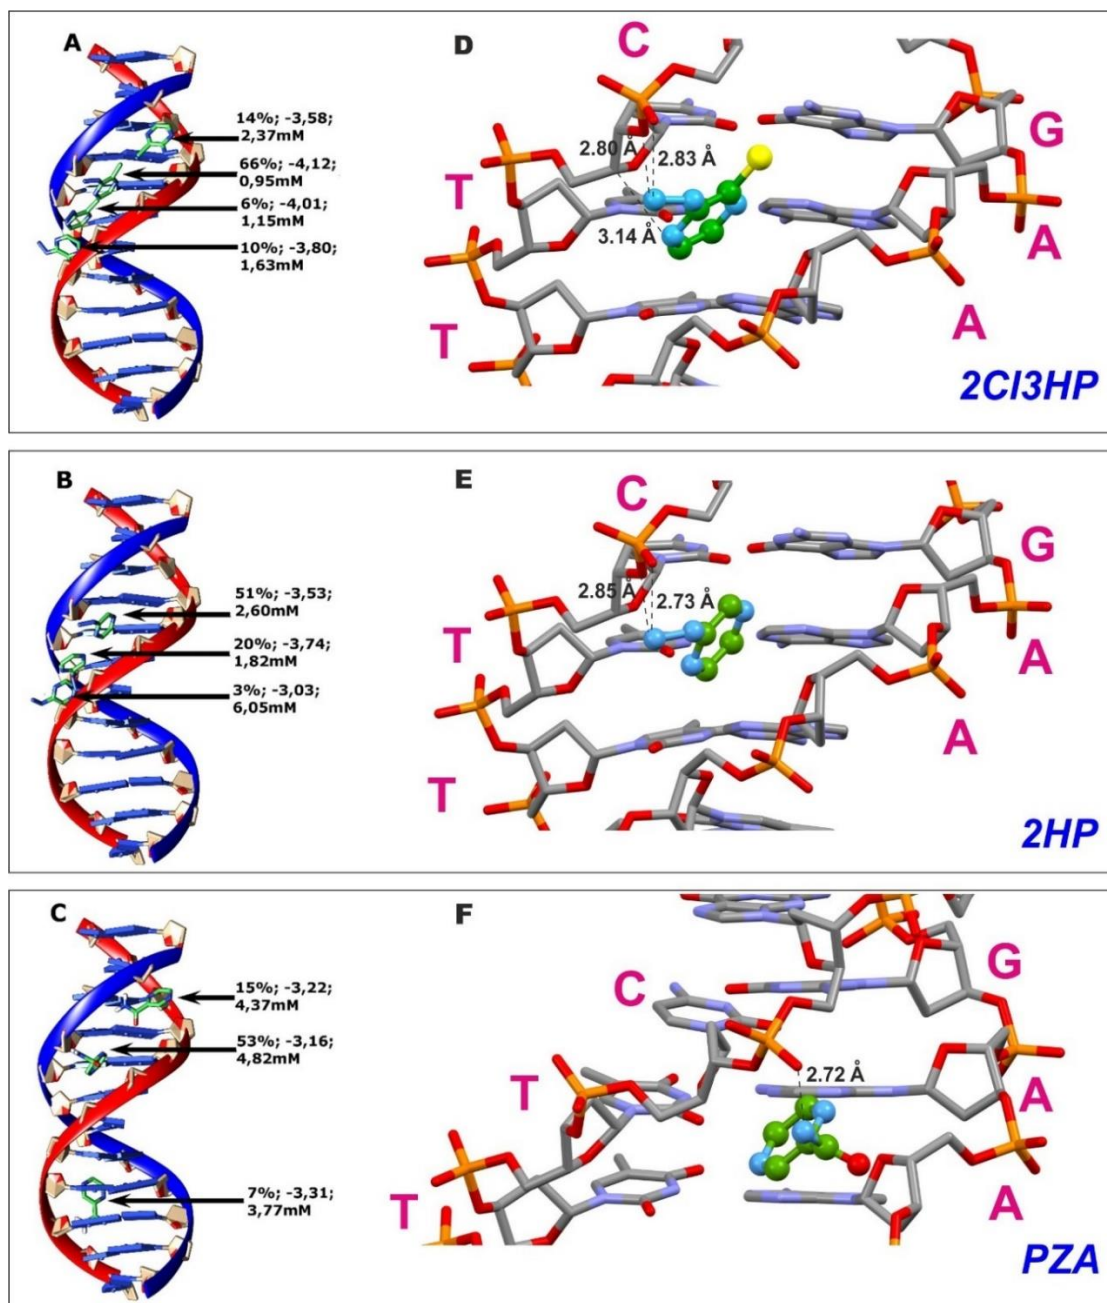 A
14%; -3,58;
2,37mM
66%; -4,12;
0,95mM
6%; -4,01;
1,15mM
10%; -3,80;
1,63mM
D
C
2.80 Å
2.83 Å
G
T
3.14 Å
A
T
A
2Cl3HP
B
51%; -3,53;
2,60mM
20%; -3,74;
1,82mM
3%; -3,03;
6,05mM
E
C
G
2.85 Å
2.73 Å
T
A
A
T
2HP
C
15%; -3,22;
4,37mM
53%; -3,16;
4,82mM
7%; -3,31;
3,77mM
F
G
C
2.72 Å
T
A
T
A
PZA